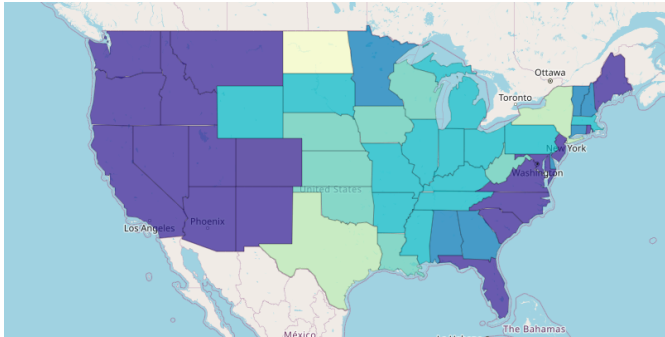 Ottawa
Toronto
New York
Washington
United States
Phoenix
Los Angeles
The Bahamas
México